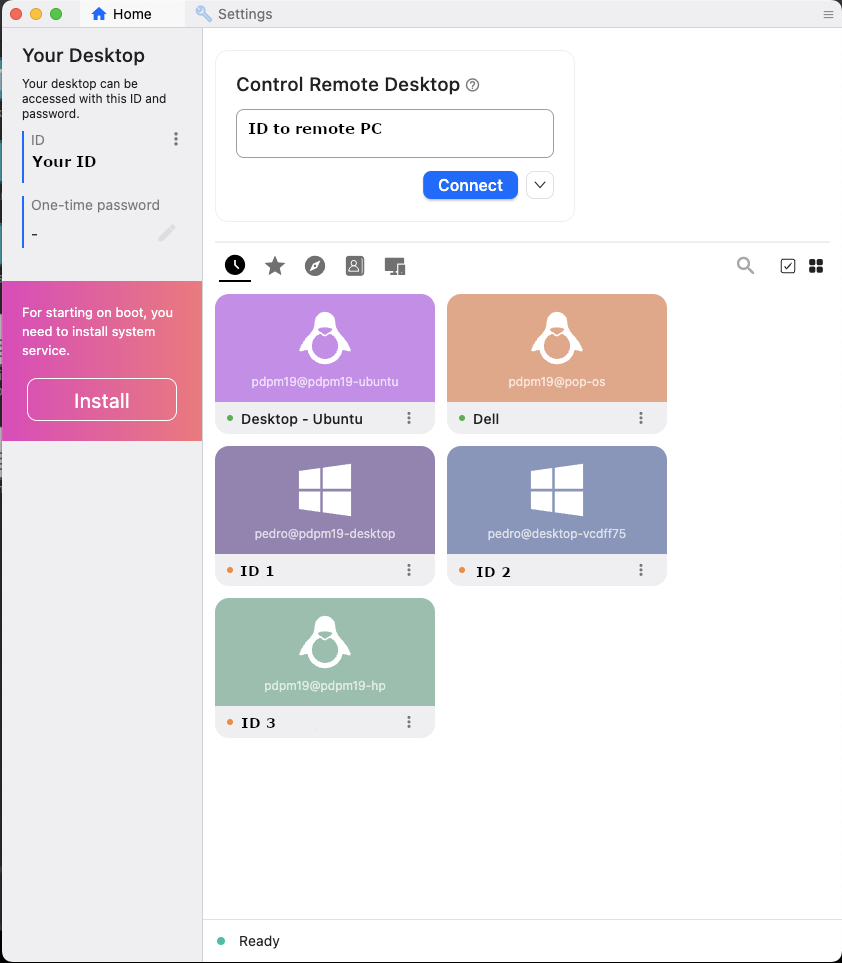 Home
Settings
Your Desktop
Your desktop can be
accessed with this ID and
password.
ID
Your ID
One-time password
-
For starting on boot, you
need to install system
service.
Install
Control Remote Desktop
ID to remote PC
Connect
pdpm19@pdpm19-ubuntu
Desktop - Ubuntu
pdpm19@pop-os
Dell
pedro@pdpm19-desktop
ID 1
pedro@desktop-vcdff75
ID 2
pdpm19@pdpm19-hp
ID 3
Ready